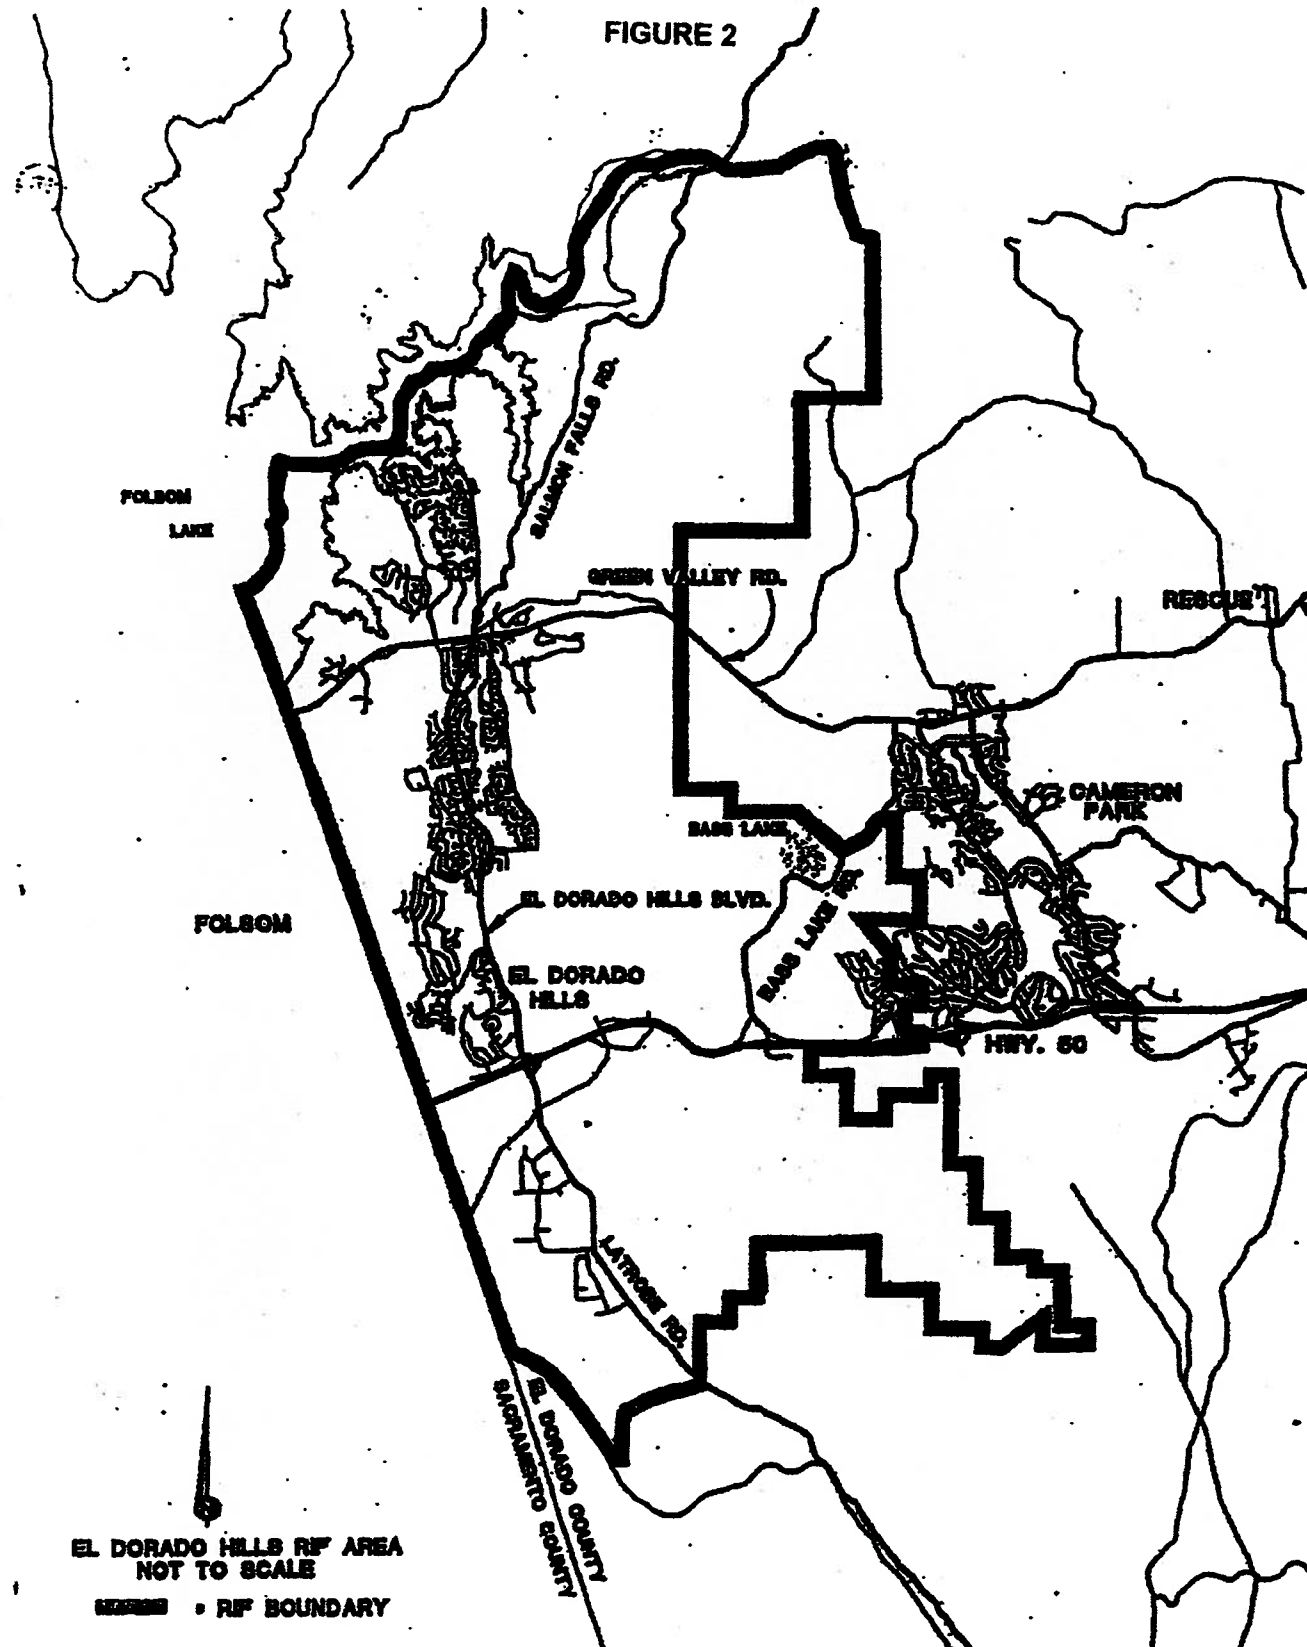 FIGURE 2
SALMON FALLS RD.
FOLSOM
LAKE
GREEN VALLEY RD.
RESCUE
CAMERON
PARK
BASS LAKE
BASS LAKE RD.
EL DORADO HILLS BLVD.
FOLSOM
EL DORADO
HILLS
HWY. 50
LATROBE RD.
EL DORADO COUNTY
SACRAMENTO COUNTY
EL DORADO HILLS RIF AREA
NOT TO SCALE
RIF BOUNDARY